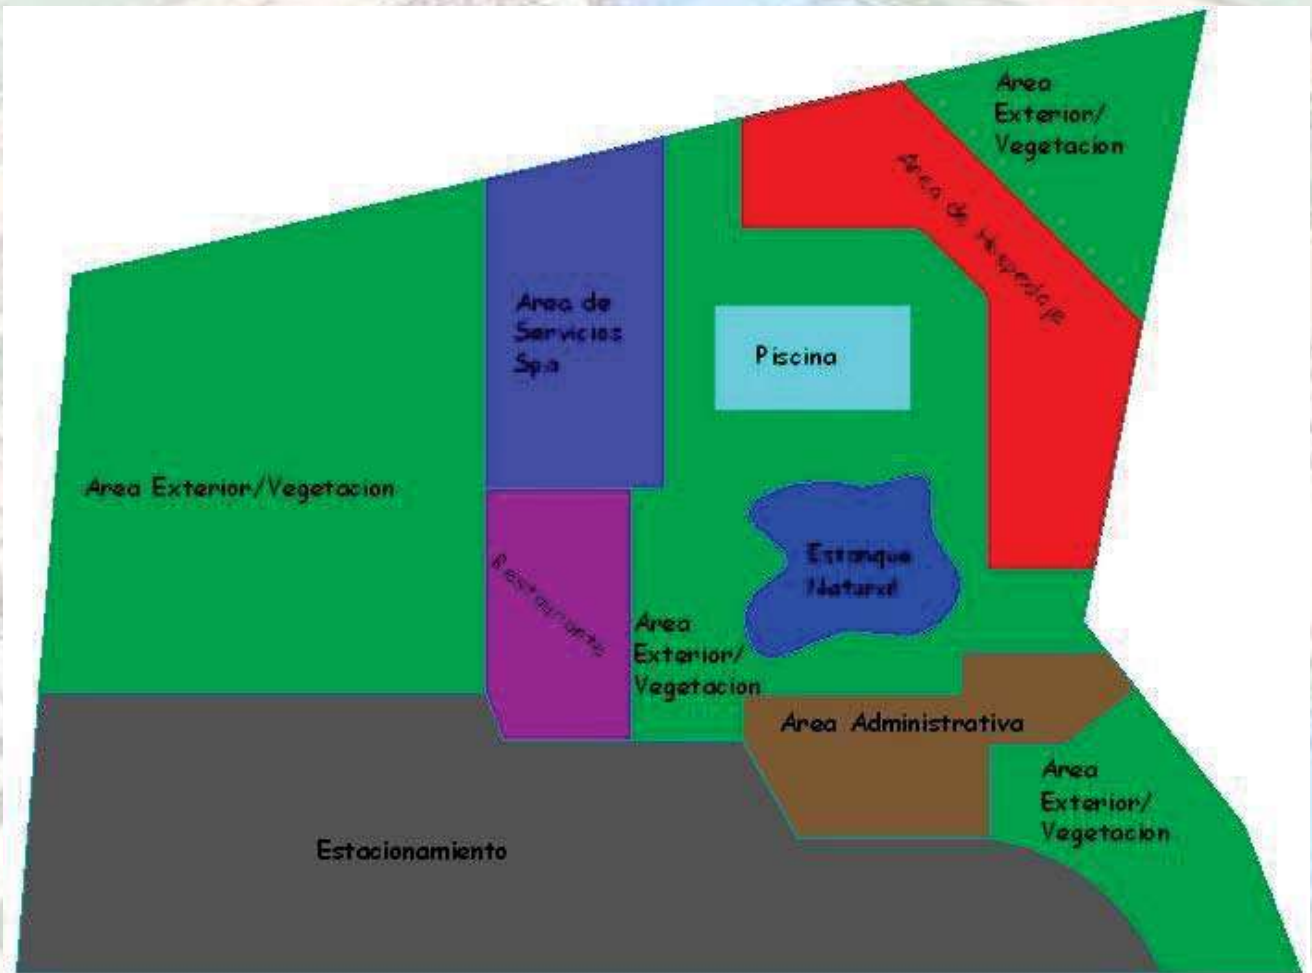 Area
Exterior/
Vegetacion
Area de Hospedaje
Area de
Servicios
Spa
Piscina
Area Exterior/Vegetacion
Estanque
Natural
Restaurante
Area
Exterior/
Vegetacion
Area Administrativa
Area
Exterior/
Vegetacion
Estacionamiento